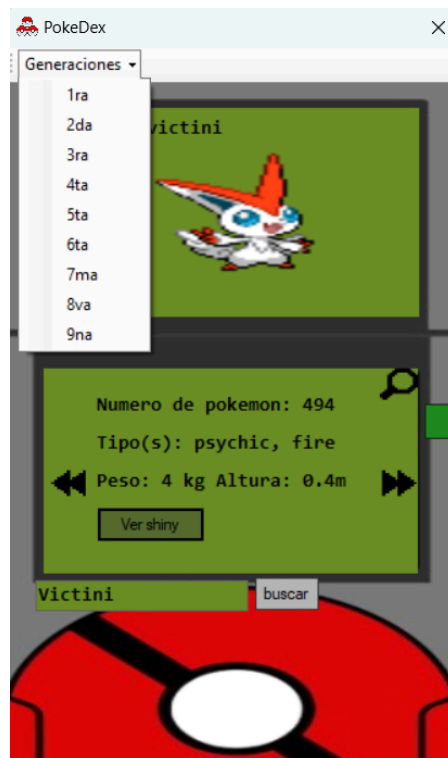 PokeDex
Generaciones
1ra
2da
3ra
4ta
5ta
6ta
7ma
8va
9na
victini
Numero de pokemon: 494
Tipo(s): psychic, fire
Peso: 4 kg Altura: 0.4m
Ver shiny
Victini
buscar